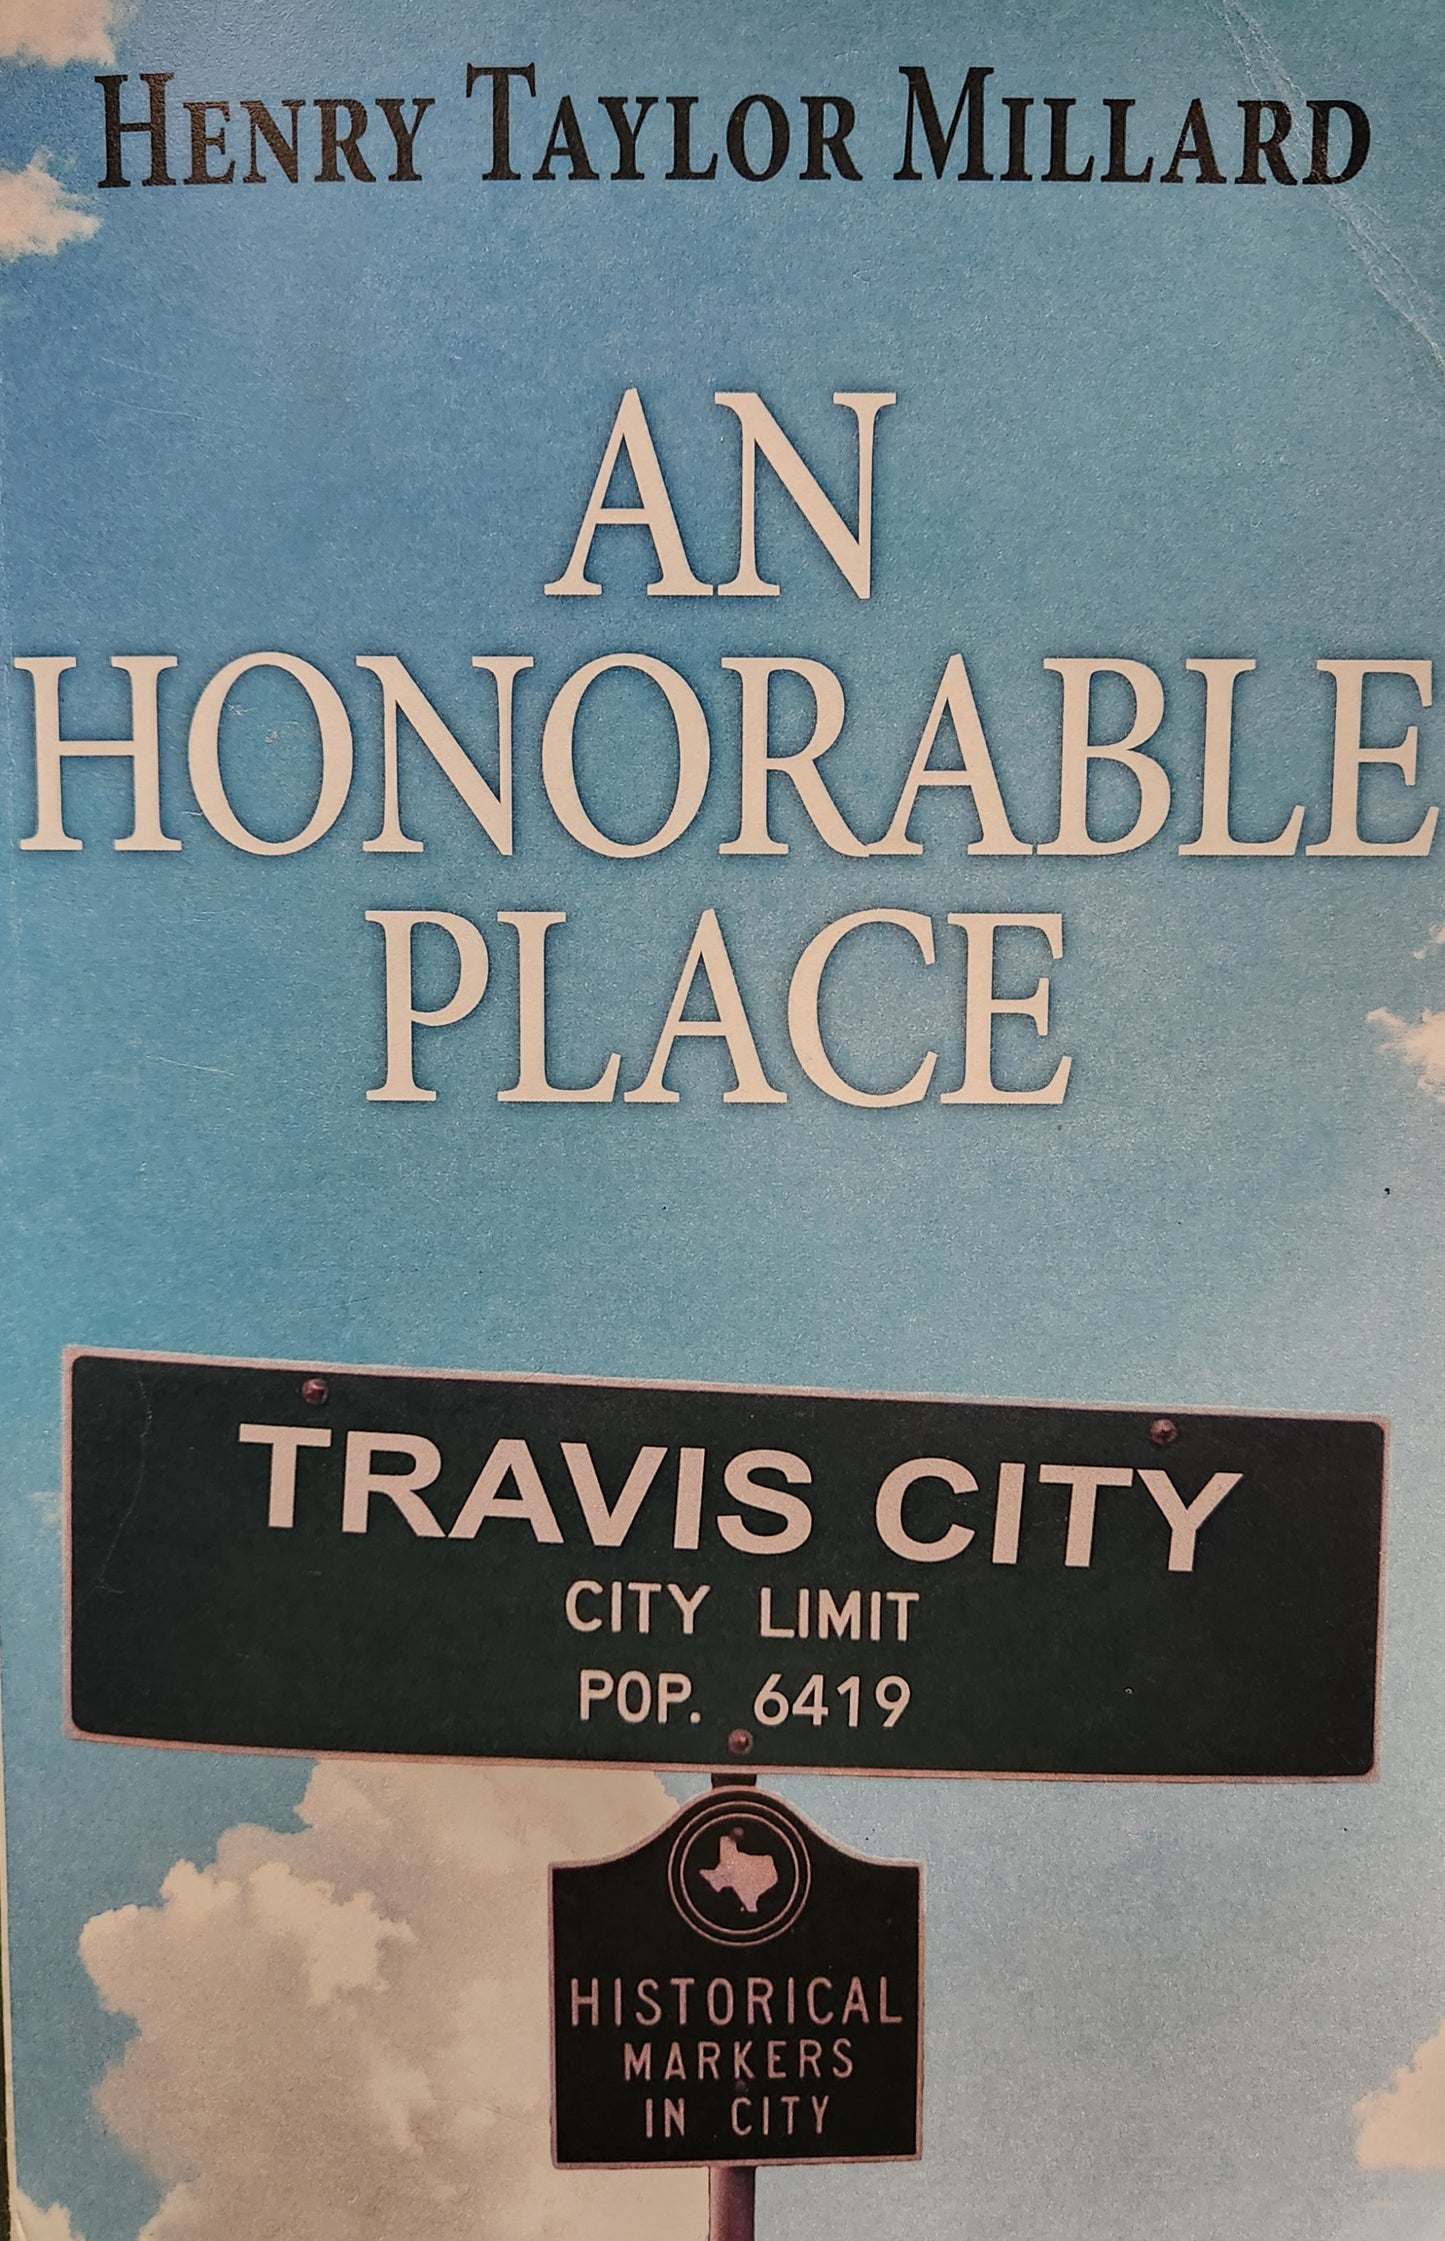 HENRY TAYLOR MILLARD
AN
HONORABLE
PLACE
TRAVIS CITY
CITY LIMIT
POP. 6419
HISTORICAL
MARKERS
IN CITY